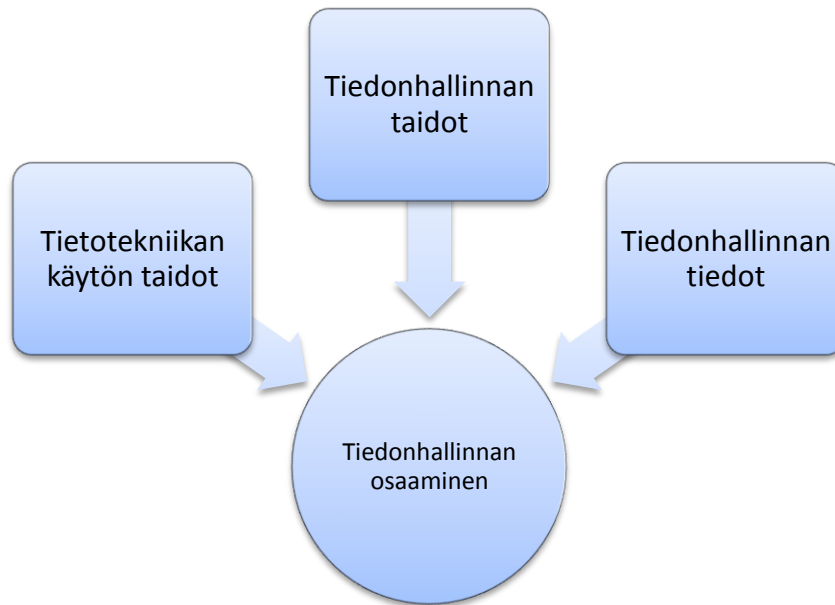 Tiedonhallinnan
taidot
Tietotekniikan
käytön taidot
Tiedonhallinnan
tiedot
Tiedonhallinnan
osaaminen